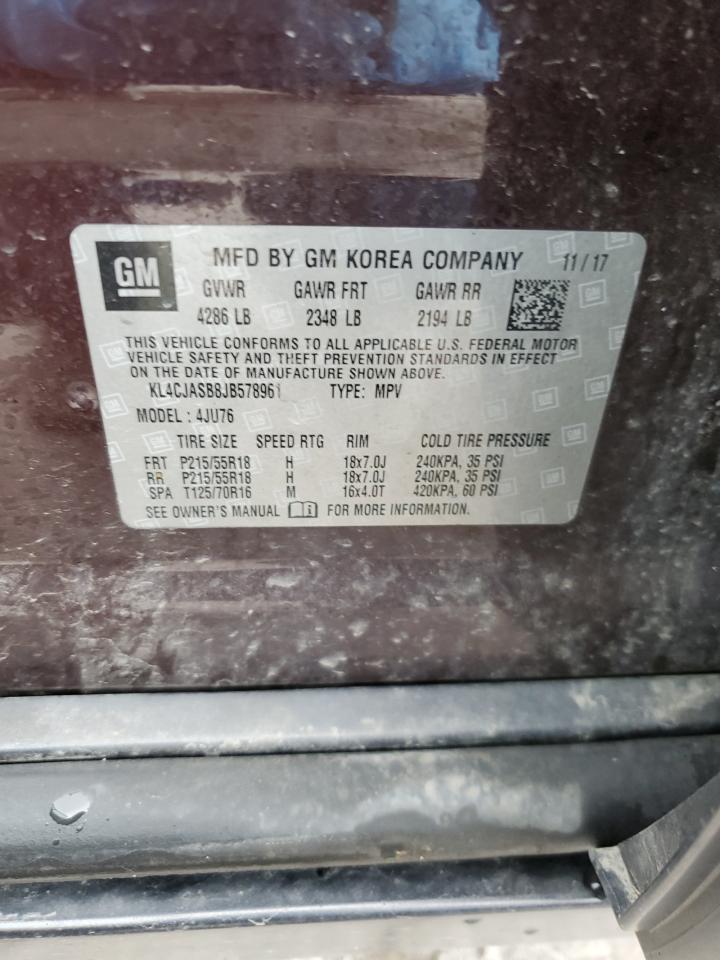 GM MFD BY GM KOREA COMPANY 11/17
GVWR GAWR FRT GAWR RR
4286 LB 2348 LB 2194 LB
THIS VEHICLE CONFORMS TO ALL APPLICABLE U.S. FEDERAL MOTOR
VEHICLE SAFETY AND THEFT PREVENTION STANDARDS IN EFFECT
ON THE DATE OF MANUFACTURE SHOWN ABOVE.
KL4CJASB8JB578961 TYPE: MPV
MODEL: 4JU76
TIRE SIZE SPEED RTG RIM COLD TIRE PRESSURE
FRT P215/55R18 H 18x7.0J 240KPA, 35 PSI
RR P215/55R18 H 18x7.0J 240KPA, 35 PSI
SPA T125/70R16 M 16x4.0T 420KPA, 60 PSI
SEE OWNER'S MANUAL FOR MORE INFORMATION.